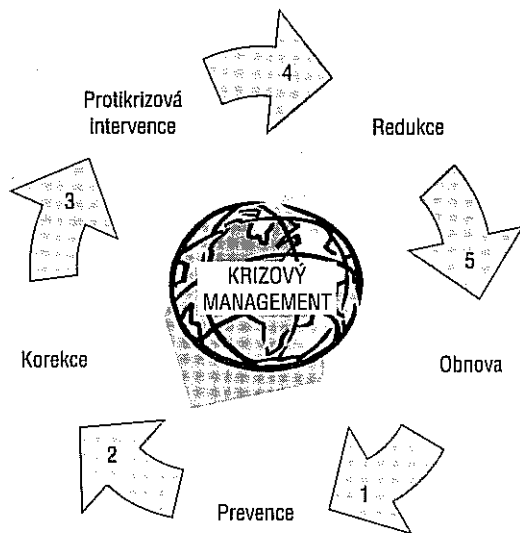 4
Protikrizová
intervence
Redukce
3
5
KRIZOVÝ
MANAGEMENT
Korekce
Obnova
2
1
Prevence